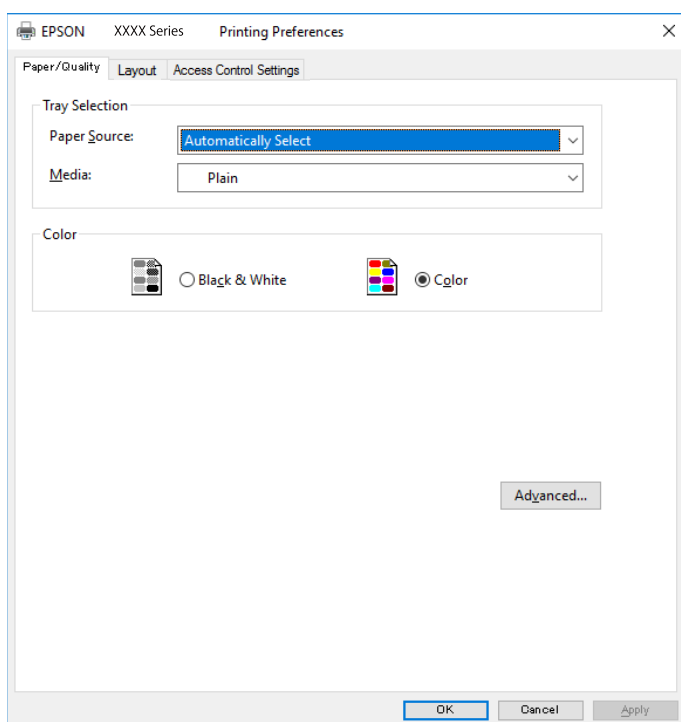 EPSON XXXX Series Printing Preferences
Paper/Quality Layout Access Control Settings
Tray Selection
Paper Source: Automatically Select
Media: Plain
Color
Black & White Color
Advanced...
OK Cancel Apply